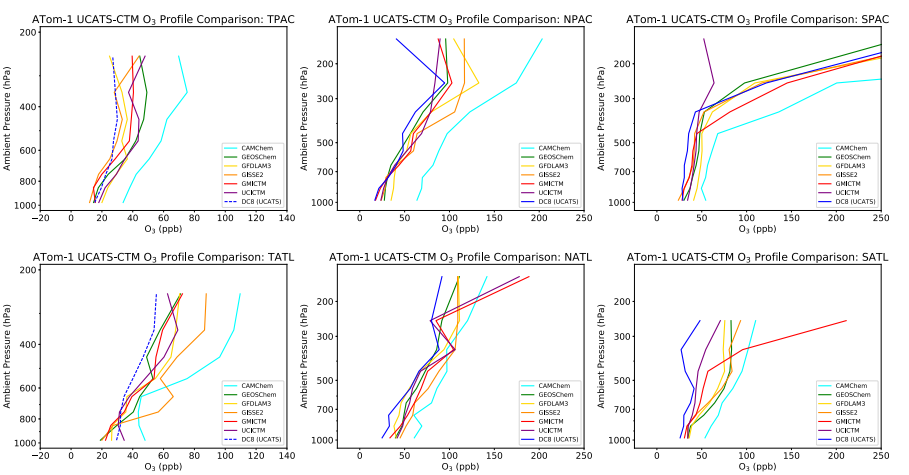 ATom-1 UCATS-CTM O₃ Profile Comparison: TPAC
Ambient Pressure (hPa)
200
400
600
800
1000
−20 0 20 40 60 80 100 120 140
O₃ (ppb)
CAMChem
GEOSChem
GFDLAM3
GISSE2
GMICTM
UCICTM
DC8 (UCATS)
ATom-1 UCATS-CTM O₃ Profile Comparison: NPAC
Ambient Pressure (hPa)
200
300
500
700
1000
0 50 100 150 200 250
O₃ (ppb)
CAMChem
GEOSChem
GFDLAM3
GISSE2
GMICTM
UCICTM
DC8 (UCATS)
ATom-1 UCATS-CTM O₃ Profile Comparison: SPAC
Ambient Pressure (hPa)
200
300
500
700
1000
0 50 100 150 200 250
O₃ (ppb)
CAMChem
GEOSChem
GFDLAM3
GISSE2
GMICTM
UCICTM
DC8 (UCATS)
ATom-1 UCATS-CTM O₃ Profile Comparison: TATL
Ambient Pressure (hPa)
200
400
600
800
1000
0 20 40 60 80 100 120 140
O₃ (ppb)
CAMChem
GEOSChem
GFDLAM3
GISSE2
GMICTM
UCICTM
DC8 (UCATS)
ATom-1 UCATS-CTM O₃ Profile Comparison: NATL
Ambient Pressure (hPa)
200
300
500
700
1000
0 50 100 150 200 250
O₃ (ppb)
CAMChem
GEOSChem
GFDLAM3
GISSE2
GMICTM
UCICTM
DC8 (UCATS)
ATom-1 UCATS-CTM O₃ Profile Comparison: SATL
Ambient Pressure (hPa)
200
300
500
700
1000
0 50 100 150 200 250
O₃ (ppb)
CAMChem
GEOSChem
GFDLAM3
GISSE2
GMICTM
UCICTM
DC8 (UCATS)